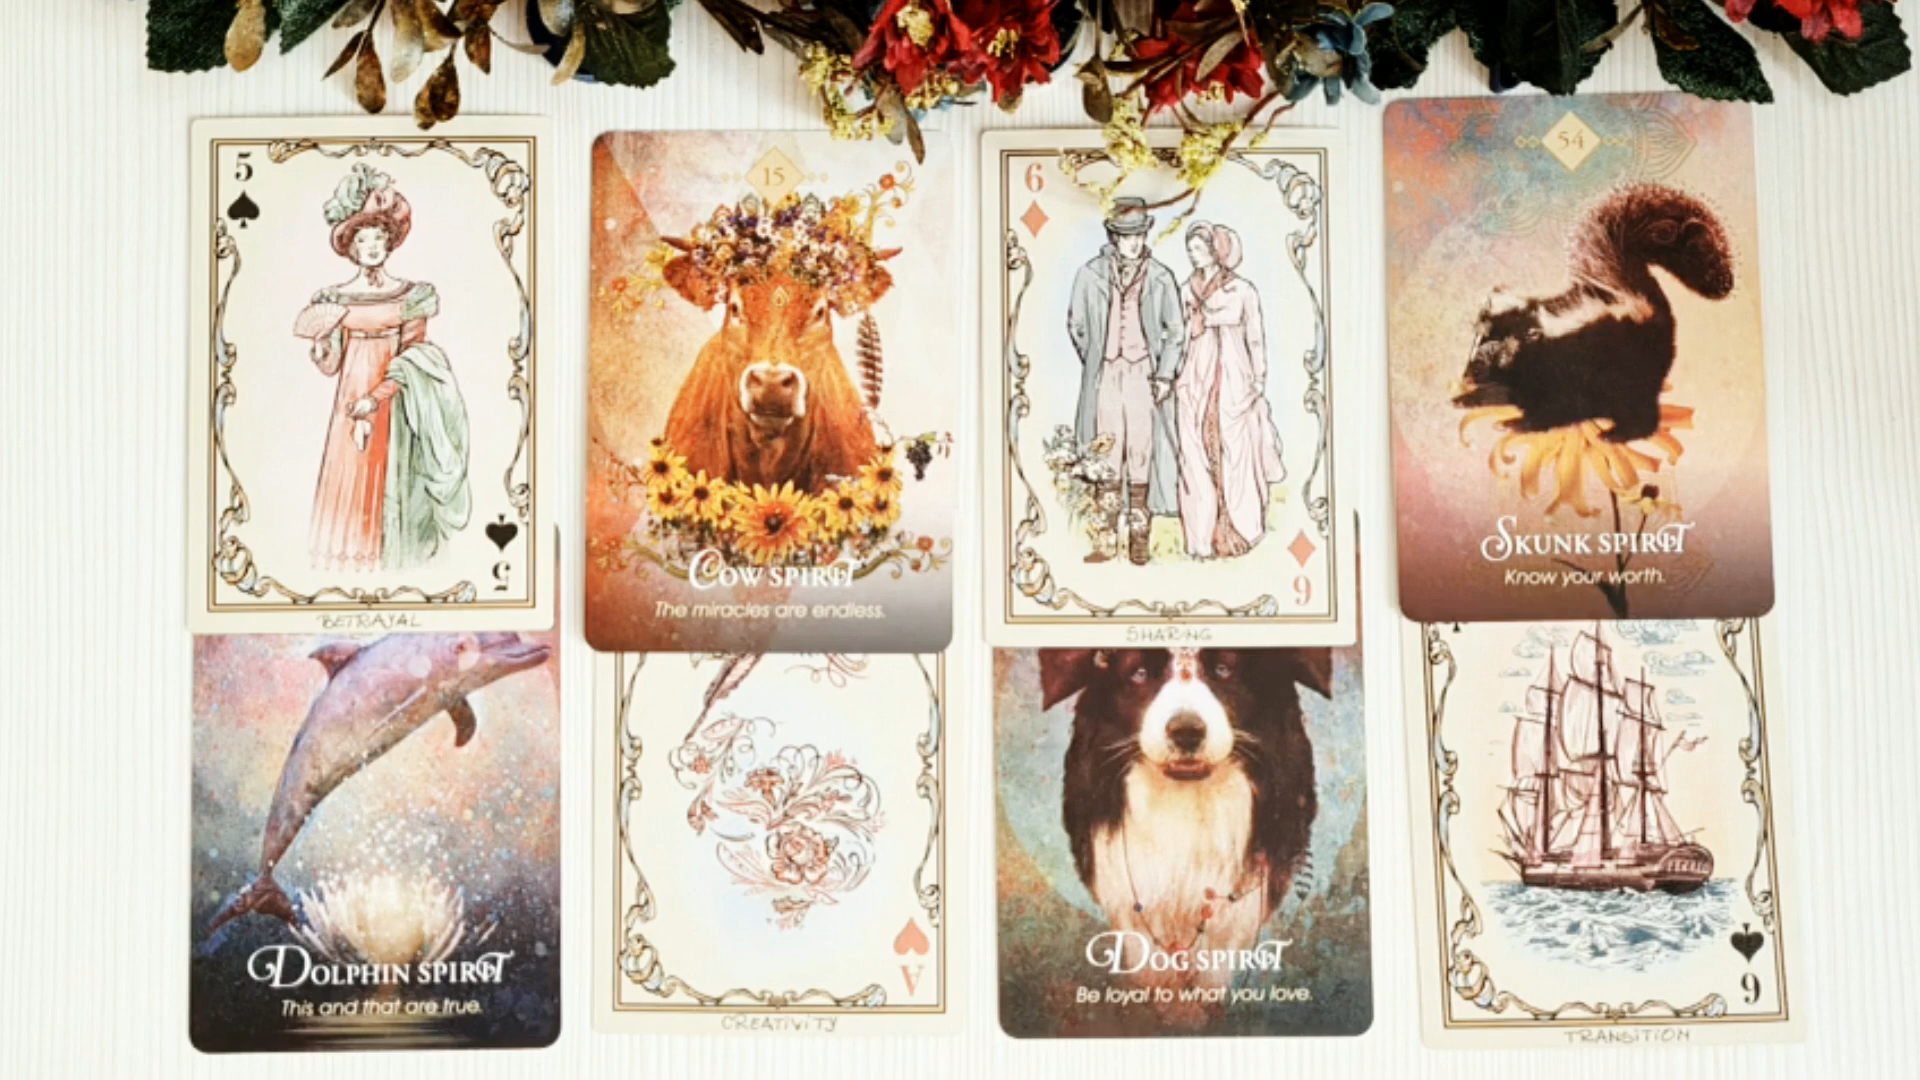 5
5
BETRAYAL
15
COW SPIRIT
The miracles are endless.
6
6
SHARING
54
SKUNK SPIRIT
Know your worth.
DOLPHIN SPIRIT
This and that are true.
A
CREATIVITY
DOG SPIRIT
Be loyal to what you love.
6
TRANSITION